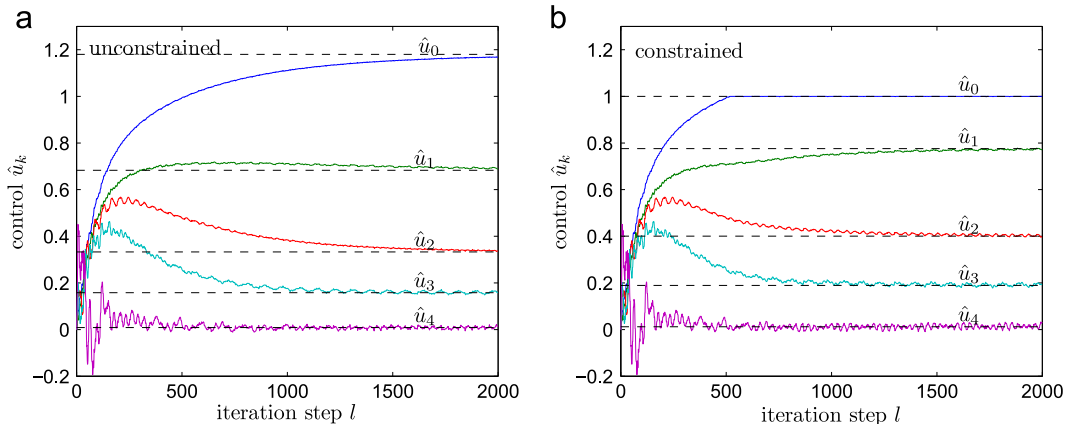 a
unconstrained
û₀
û₁
û₂
û₃
û₄
1.2
1
0.8
0.6
0.4
0.2
0
−0.2
control ûₖ
0 500 1000 1500 2000
iteration step l
b
constrained
û₀
û₁
û₂
û₃
û₄
1.2
1
0.8
0.6
0.4
0.2
0
−0.2
control ûₖ
0 500 1000 1500 2000
iteration step l